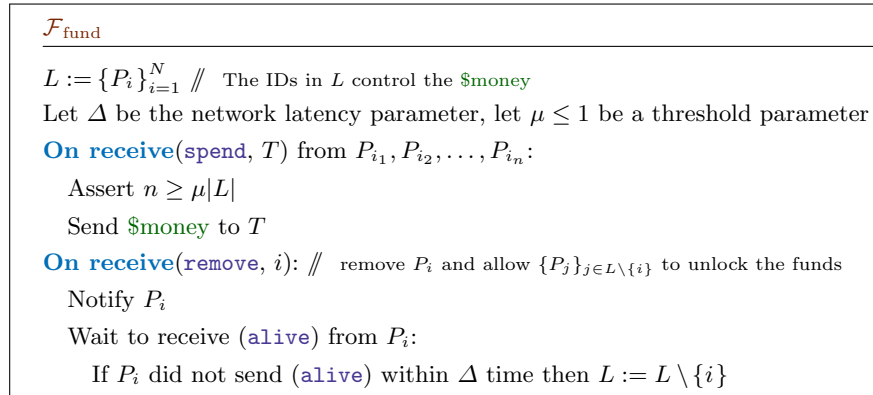 𝓕_fund
L := {P_i}_{i=1}^N // The IDs in L control the $money
Let Δ be the network latency parameter, let μ ≤ 1 be a threshold parameter
On receive(spend, T) from P_{i_1}, P_{i_2}, …, P_{i_n}:
Assert n ≥ μ|L|
Send $money to T
On receive(remove, i): // remove P_i and allow {P_j}_{j∈L\{i}} to unlock the funds
Notify P_i
Wait to receive (alive) from P_i:
If P_i did not send (alive) within Δ time then L := L \ {i}